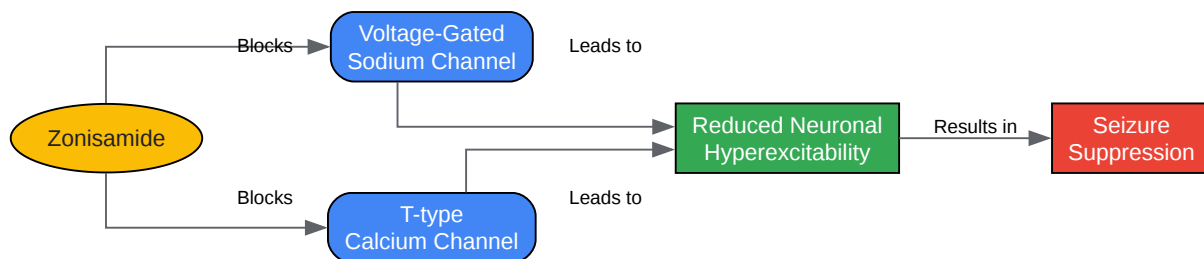 Zonisamide
Blocks
Voltage-Gated
Sodium Channel
Leads to
Blocks
T-type
Calcium Channel
Leads to
Reduced Neuronal
Hyperexcitability
Results in
Seizure
Suppression